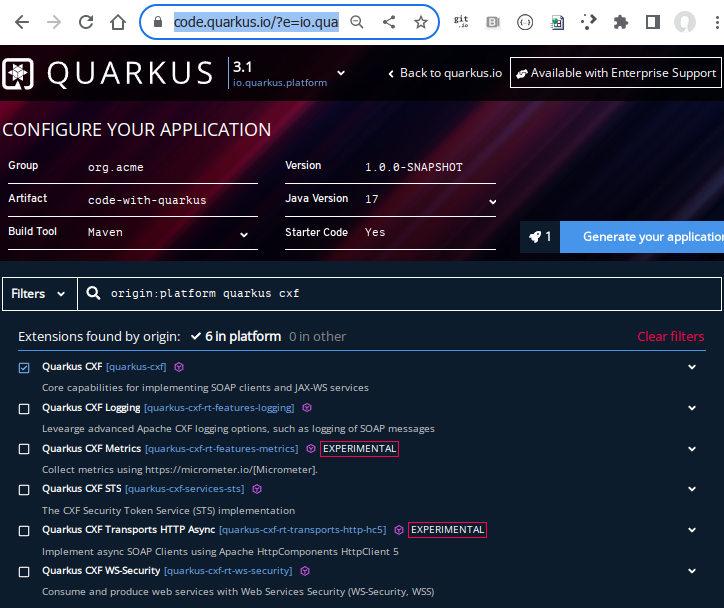 code.quarkus.io/?e=io.qua
git
.io
B
QUARKUS
3.1
io.quarkus.platform
Back to quarkus.io
Available with Enterprise Support
CONFIGURE YOUR APPLICATION
Group org.acme
Version 1.0.0-SNAPSHOT
Artifact code-with-quarkus
Java Version 17
Build Tool Maven
Starter Code Yes
1 Generate your application
Filters origin:platform quarkus cxf
Extensions found by origin: 6 in platform 0 in other Clear filters
Quarkus CXF [quarkus-cxf]
Core capabilities for implementing SOAP clients and JAX-WS services
Quarkus CXF Logging [quarkus-cxf-rt-features-logging]
Levearge advanced Apache CXF logging options, such as logging of SOAP messages
Quarkus CXF Metrics [quarkus-cxf-rt-features-metrics] EXPERIMENTAL
Collect metrics using https://micrometer.io/[Micrometer].
Quarkus CXF STS [quarkus-cxf-services-sts]
The CXF Security Token Service (STS) implementation
Quarkus CXF Transports HTTP Async [quarkus-cxf-rt-transports-http-hc5] EXPERIMENTAL
Implement async SOAP Clients using Apache HttpComponents HttpClient 5
Quarkus CXF WS-Security [quarkus-cxf-rt-ws-security]
Consume and produce web services with Web Services Security (WS-Security, WSS)